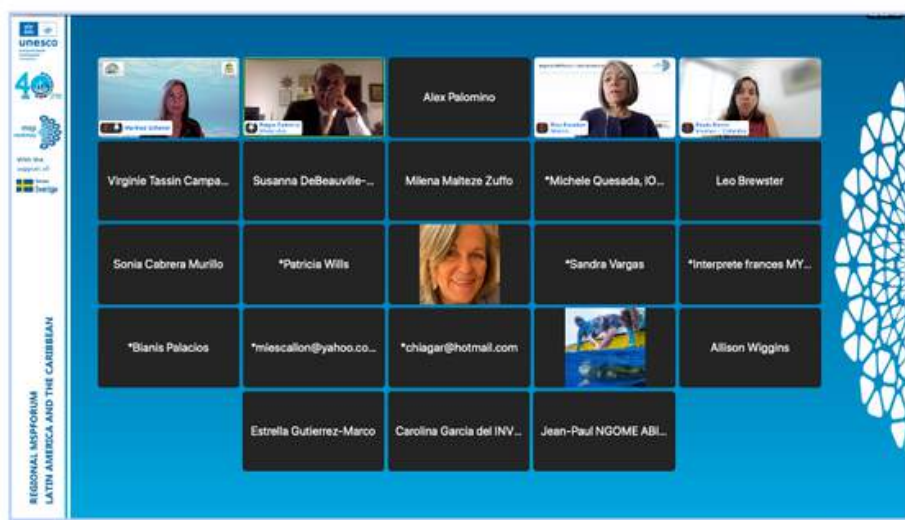 unesco
40
msp
roadmap
With the
support of
Sverige
REGIONAL MSPFORUM
LATIN AMERICA AND THE CARIBBEAN
Alex Palomino
Virginie Tassin Campa...
Susanna DeBeauville-...
Milena Malteze Zuffo
*Michele Quesada, IO...
Leo Brewster
Sonia Cabrera Murillo
*Patricia Wills
*Sandra Vargas
*Interprete frances MY...
*Bianis Palacios
*miescallon@yahoo.co...
*chiagar@hotmail.com
Allison Wiggins
Estrella Gutierrez-Marco
Carolina Garcia del INV...
Jean-Paul NGOME ABI...